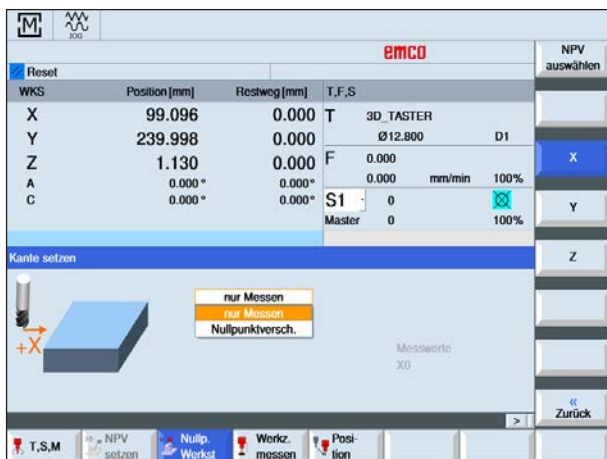 M
JOG
emco
NPV
auswählen
Reset
WKS Position [mm] Restweg [mm] T,F,S
X 99.096 0.000 T 3D_TASTER
Y 239.998 0.000 Ø12.800 D1
Z 1.130 0.000 F 0.000
A 0.000° 0.000° 0.000 mm/min 100%
C 0.000° 0.000° S1 0
Master 0 100%
X
Y
Z
Kante setzen
nur Messen
nur Messen
Nullpunktversch.
+X
Messwerte
X0
«
Zurück
>
T,S,M
NPV
setzen
Nullp.
Werkst
Werkz.
messen
Posi-
tion